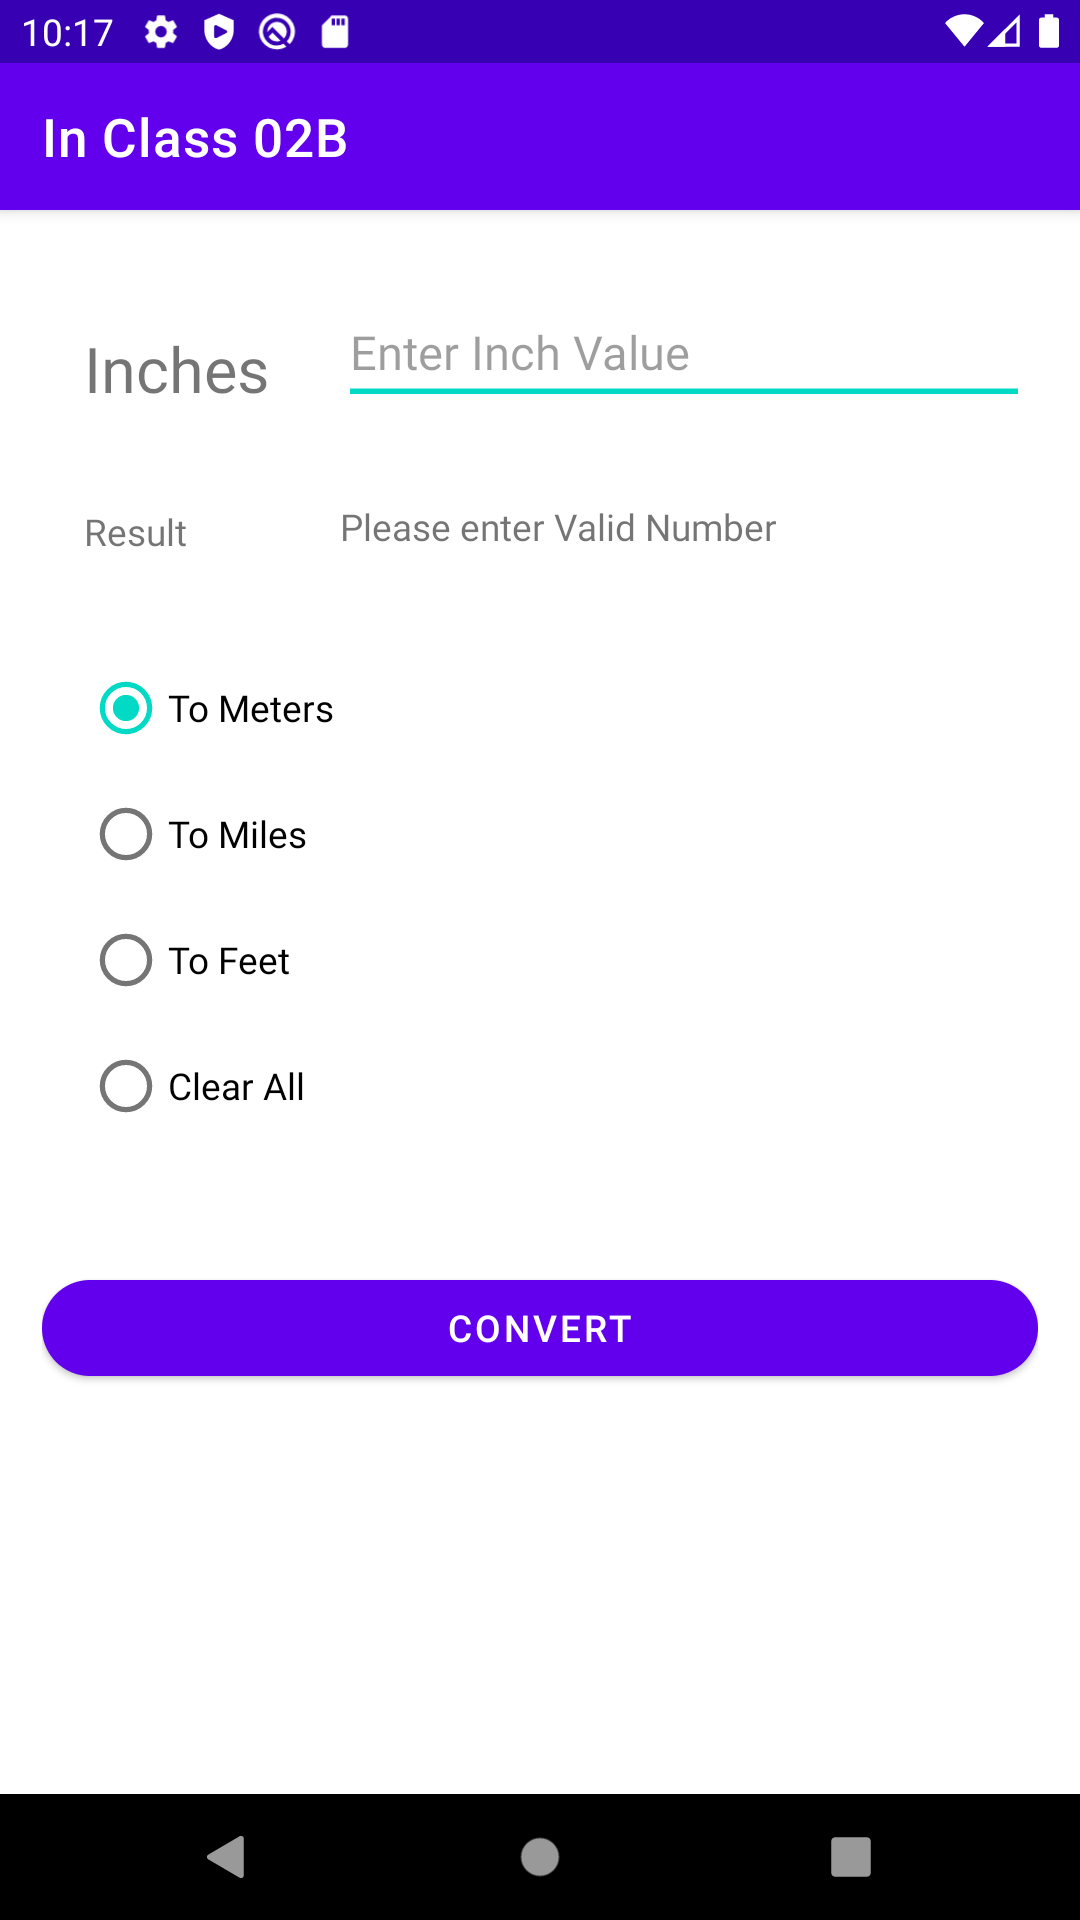 10:17
In Class 02B
Inches
Enter Inch Value
Result
Please enter Valid Number
To Meters
To Miles
To Feet
Clear All
CONVERT